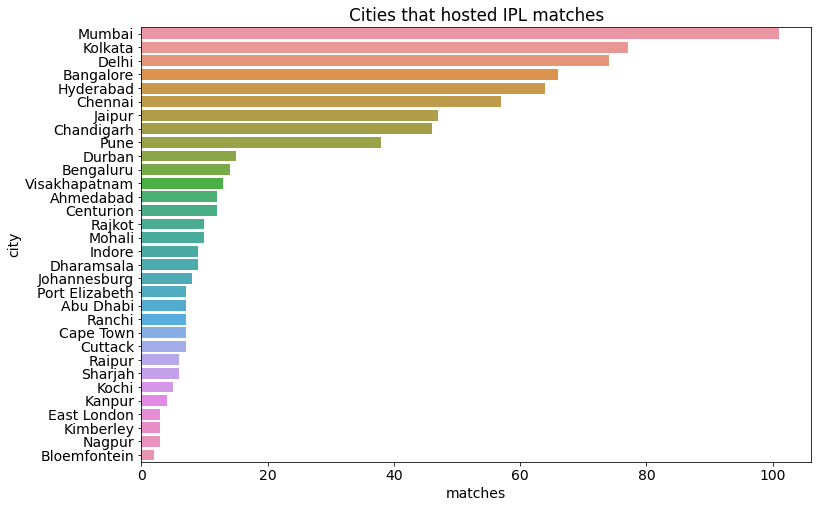 Cities that hosted IPL matches
Mumbai
Kolkata
Delhi
Bangalore
Hyderabad
Chennai
Jaipur
Chandigarh
Pune
Durban
Bengaluru
Visakhapatnam
Ahmedabad
Centurion
Rajkot
Mohali
Indore
Dharamsala
Johannesburg
Port Elizabeth
Abu Dhabi
Ranchi
Cape Town
Cuttack
Raipur
Sharjah
Kochi
Kanpur
East London
Kimberley
Nagpur
Bloemfontein
city
0 20 40 60 80 100
matches